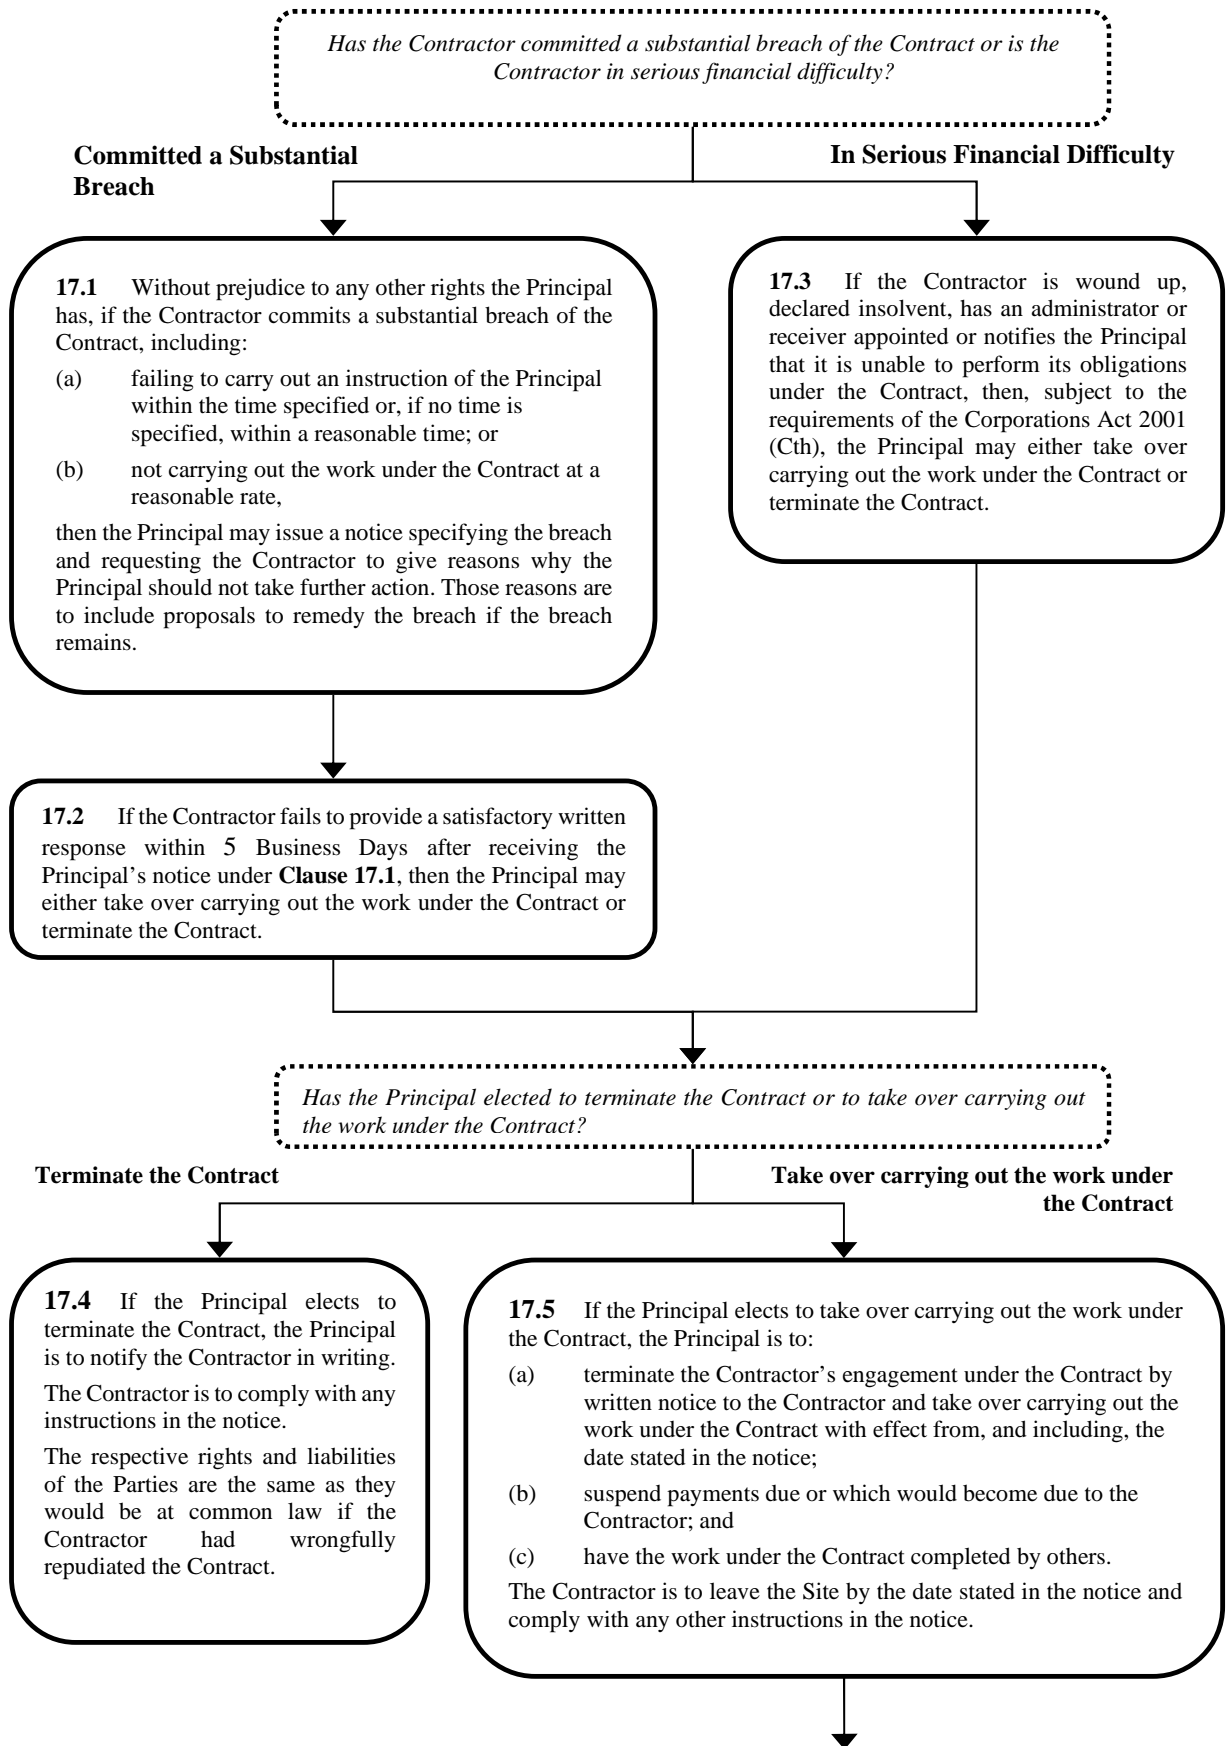 Has the Contractor committed a substantial breach of the Contract or is the
Contractor in serious financial difficulty?
Committed a Substantial
Breach
In Serious Financial Difficulty
17.1 Without prejudice to any other rights the Principal
has, if the Contractor commits a substantial breach of the
Contract, including:
(a) failing to carry out an instruction of the Principal
within the time specified or, if no time is
specified, within a reasonable time; or
(b) not carrying out the work under the Contract at a
reasonable rate,
then the Principal may issue a notice specifying the breach
and requesting the Contractor to give reasons why the
Principal should not take further action. Those reasons are
to include proposals to remedy the breach if the breach
remains.
17.3 If the Contractor is wound up,
declared insolvent, has an administrator or
receiver appointed or notifies the Principal
that it is unable to perform its obligations
under the Contract, then, subject to the
requirements of the Corporations Act 2001
(Cth), the Principal may either take over
carrying out the work under the Contract or
terminate the Contract.
17.2 If the Contractor fails to provide a satisfactory written
response within 5 Business Days after receiving the
Principal's notice under Clause 17.1, then the Principal may
either take over carrying out the work under the Contract or
terminate the Contract.
Has the Principal elected to terminate the Contract or to take over carrying out
the work under the Contract?
Terminate the Contract
Take over carrying out the work under
the Contract
17.4 If the Principal elects to
terminate the Contract, the Principal
is to notify the Contractor in writing.
The Contractor is to comply with any
instructions in the notice.
The respective rights and liabilities
of the Parties are the same as they
would be at common law if the
Contractor had wrongfully
repudiated the Contract.
17.5 If the Principal elects to take over carrying out the work under
the Contract, the Principal is to:
(a) terminate the Contractor's engagement under the Contract by
written notice to the Contractor and take over carrying out the
work under the Contract with effect from, and including, the
date stated in the notice;
(b) suspend payments due or which would become due to the
Contractor; and
(c) have the work under the Contract completed by others.
The Contractor is to leave the Site by the date stated in the notice and
comply with any other instructions in the notice.